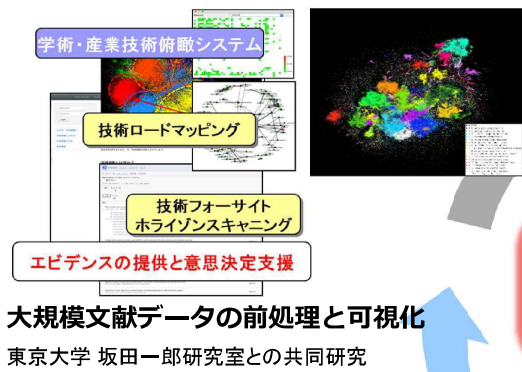 学術・産業技術俯瞰システム
技術ロードマッピング
技術フォーサイト
ホライゾンスキャニング
エビデンスの提供と意思決定支援
大規模文献データの前処理と可視化
東京大学 坂田一郎研究室との共同研究